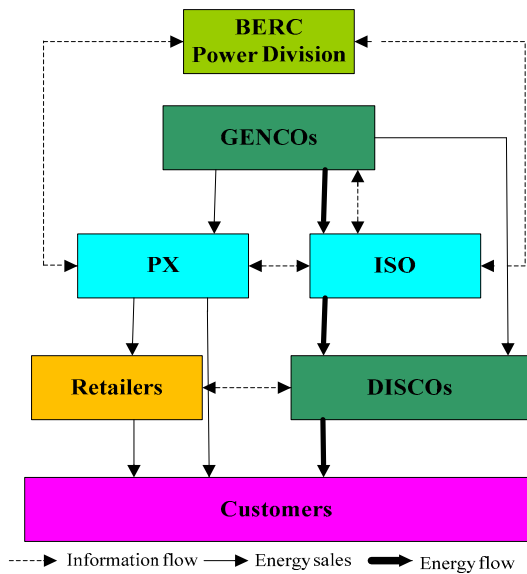 BERC
Power Division
GENCOs
PX
ISO
Retailers
DISCOs
Customers
Information flow
Energy sales
Energy flow